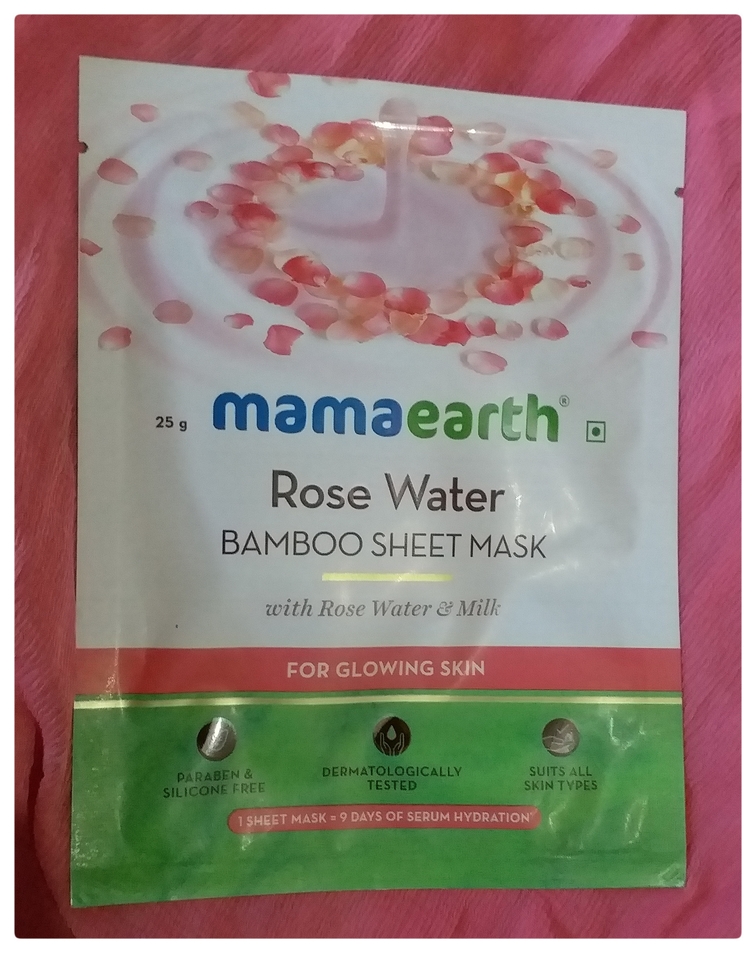 25 g mamaearth®
Rose Water
BAMBOO SHEET MASK
with Rose Water & Milk
FOR GLOWING SKIN
PARABEN &
SILICONE FREE
DERMATOLOGICALLY
TESTED
SUITS ALL
SKIN TYPES
1 SHEET MASK = 9 DAYS OF SERUM HYDRATION*